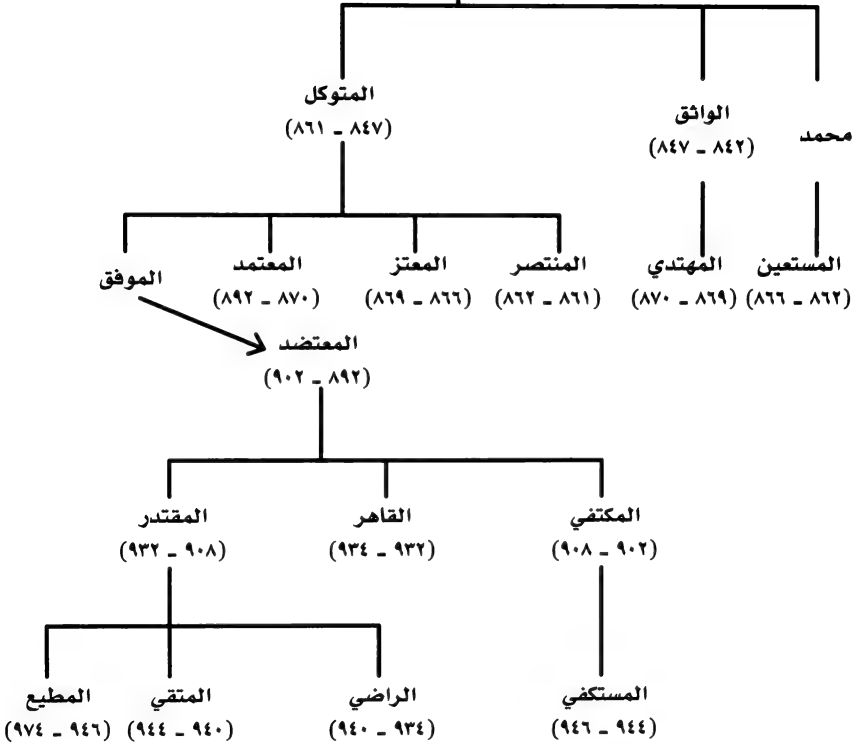 المتوكل
(٨٤٧ – ٨٦١)
الواثق
(٨٤٢ – ٨٤٧)
محمد
المستعين
(٨٦٢ – ٨٦٦)
المهتدي
(٨٦٩ – ٨٧٠)
المنتصر
(٨٦١ – ٨٦٢)
المعتز
(٨٦٦ – ٨٦٩)
المعتمد
(٨٧٠ – ٨٩٢)
الموفق
المعتضد
(٨٩٢ – ٩٠٢)
المكتفي
(٩٠٢ – ٩٠٨)
القاهر
(٩٣٢ – ٩٣٤)
المقتدر
(٩٠٨ – ٩٣٢)
المستكفي
(٩٤٤ – ٩٤٦)
الراضي
(٩٣٤ – ٩٤٠)
المتقي
(٩٤٠ – ٩٤٤)
المطيع
(٩٤٦ – ٩٧٤)